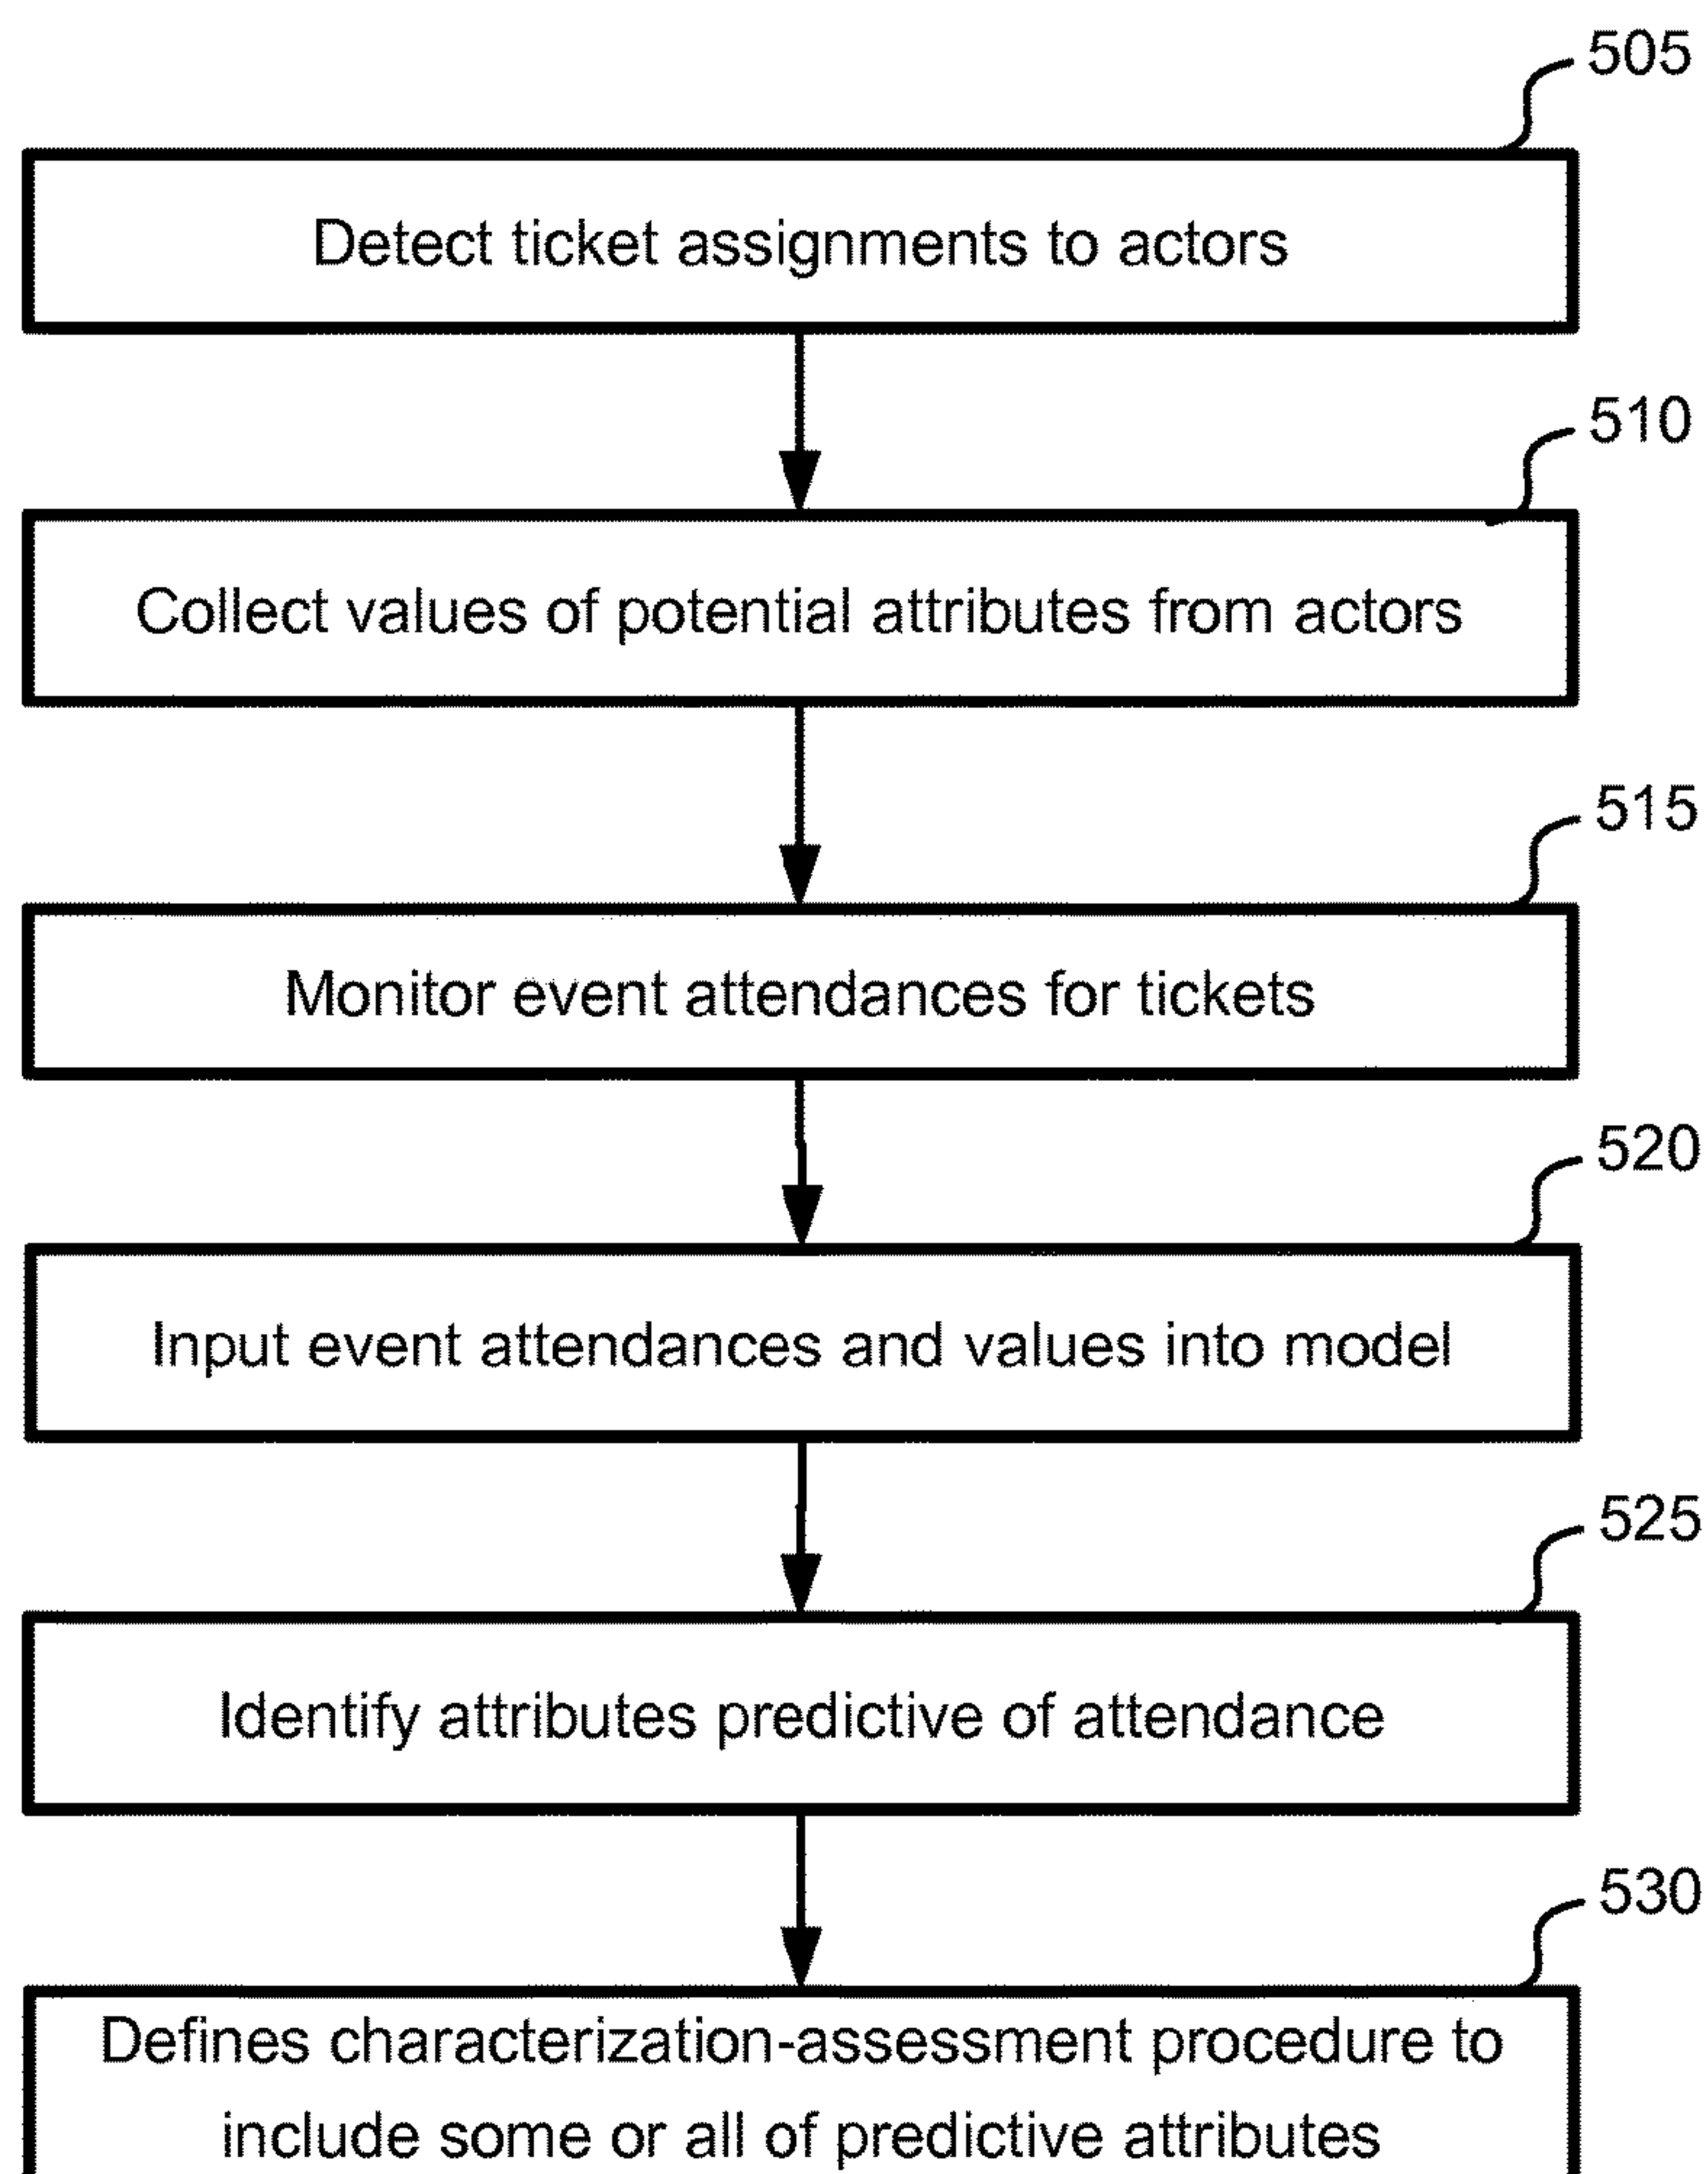 505
Detect ticket assignments to actors
510
Collect values of potential attributes from actors
515
Monitor event attendances for tickets
520
Input event attendances and values into model
525
Identify attributes predictive of attendance
530
Defines characterization-assessment procedure to
include some or all of predictive attributes